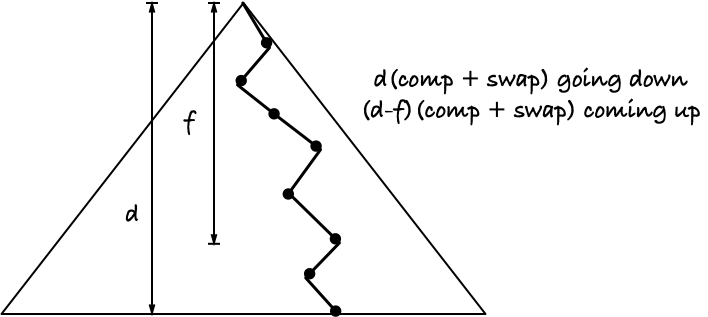 d(comp + swap) going down
(d-f)(comp + swap) coming up
f
d